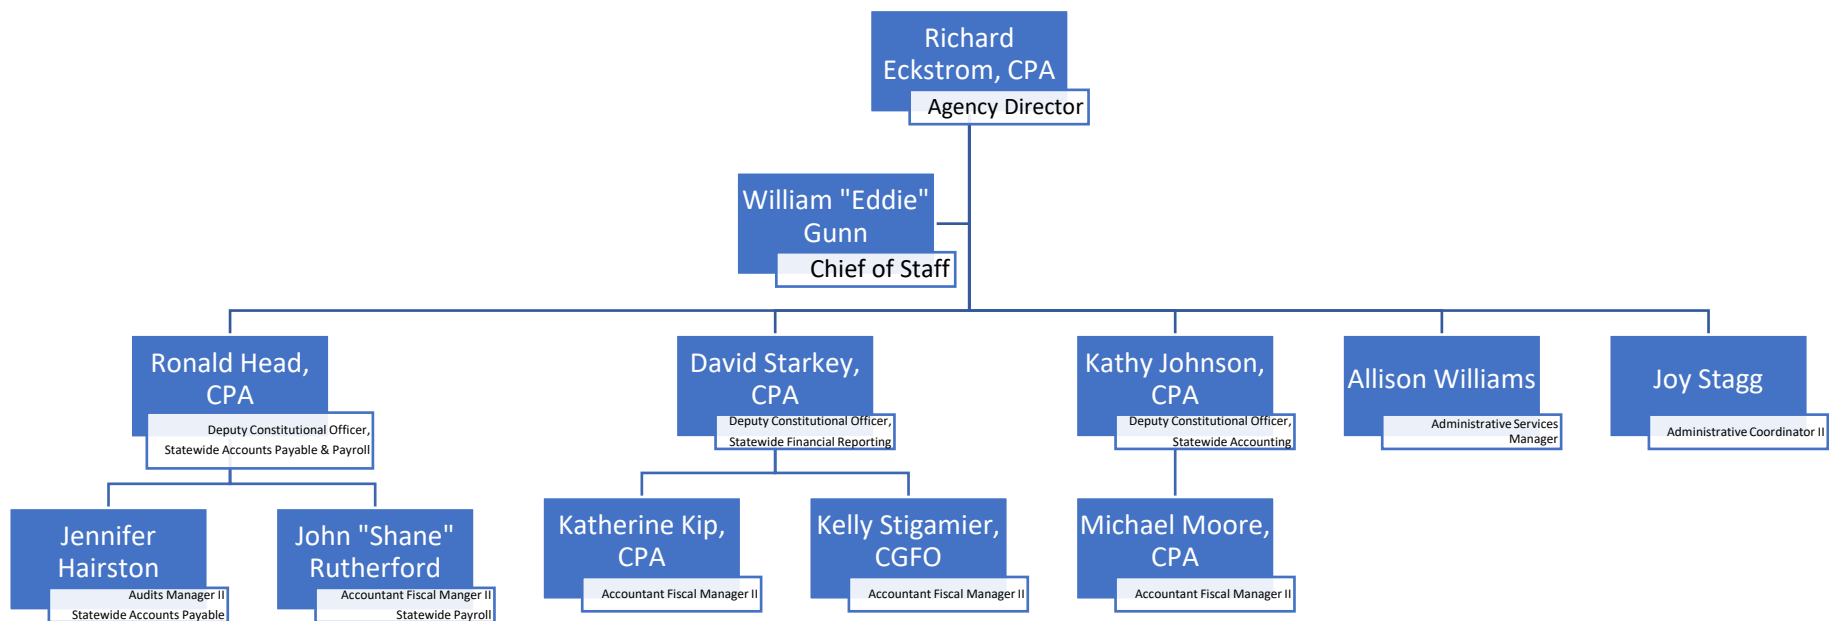 Richard
Eckstrom, CPA
Agency Director
William "Eddie"
Gunn
Chief of Staff
Ronald Head,
CPA
Deputy Constitutional Officer,
Statewide Accounts Payable & Payroll
David Starkey,
CPA
Deputy Constitutional Officer,
Statewide Financial Reporting
Kathy Johnson,
CPA
Deputy Constitutional Officer,
Statewide Accounting
Allison Williams
Administrative Services
Manager
Joy Stagg
Administrative Coordinator II
Jennifer
Hairston
Audits Manager II
Statewide Accounts Payable
John "Shane"
Rutherford
Accountant Fiscal Manger II
Statewide Payroll
Katherine Kip,
CPA
Accountant Fiscal Manager II
Kelly Stigamier,
CGFO
Accountant Fiscal Manager II
Michael Moore,
CPA
Accountant Fiscal Manager II